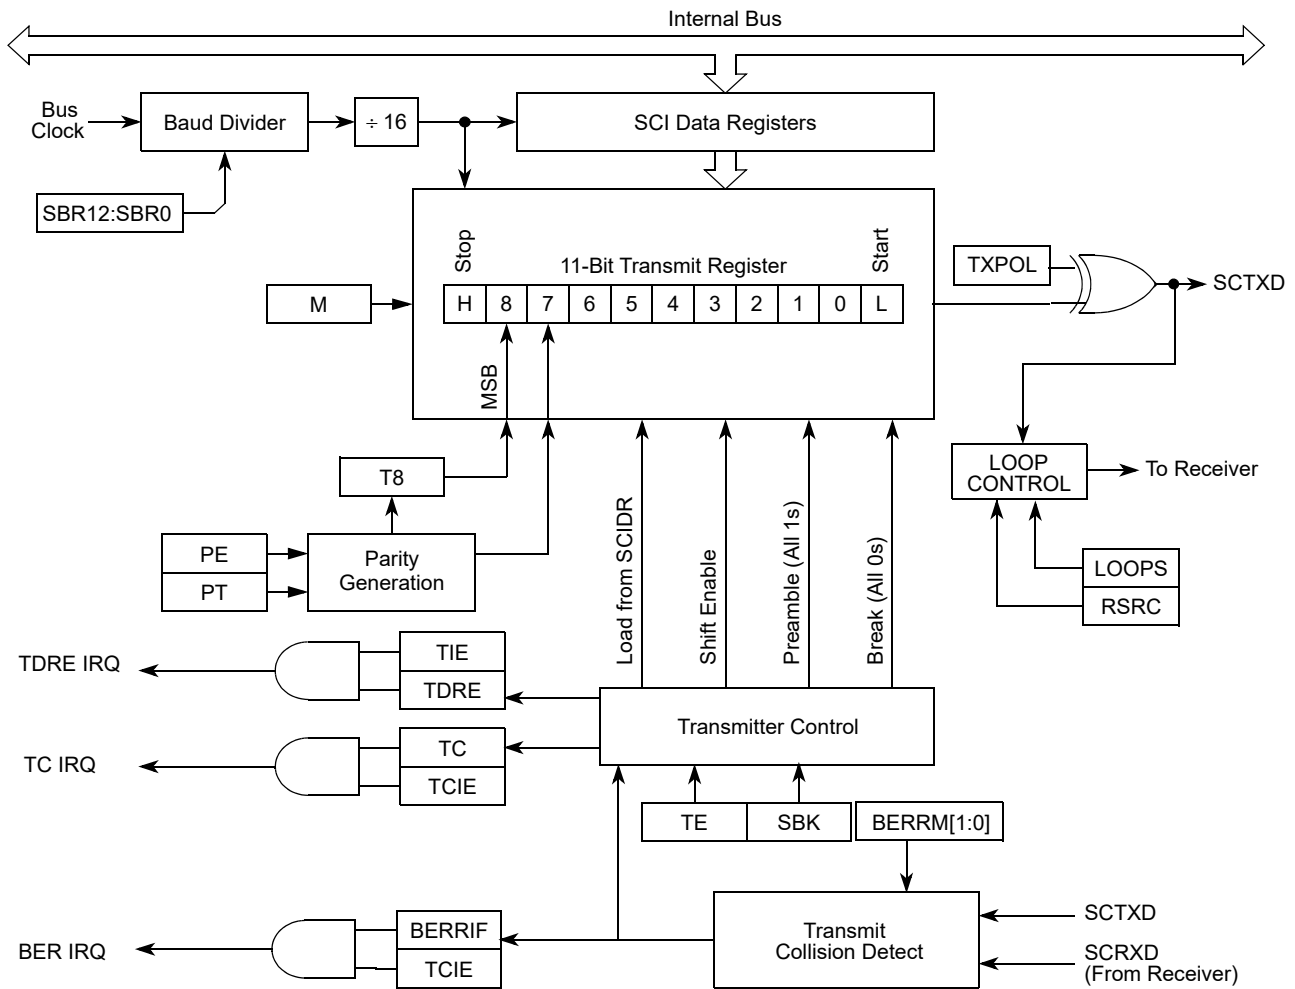 Internal Bus
Bus
Clock
Baud Divider
÷ 16
SCI Data Registers
SBR12:SBR0
Stop
11-Bit Transmit Register
Start
H 8 7 6 5 4 3 2 1 0 L
M
MSB
TXPOL
SCTXD
T8
LOOP
CONTROL
To Receiver
PE
PT
Parity
Generation
Load from SCIDR
Shift Enable
Preamble (All 1s)
Break (All 0s)
LOOPS
RSRC
TDRE IRQ
TIE
TDRE
Transmitter Control
TC IRQ
TC
TCIE
TE
SBK
BERRM[1:0]
BER IRQ
BERRIF
TCIE
Transmit
Collision Detect
SCTXD
SCRXD
(From Receiver)